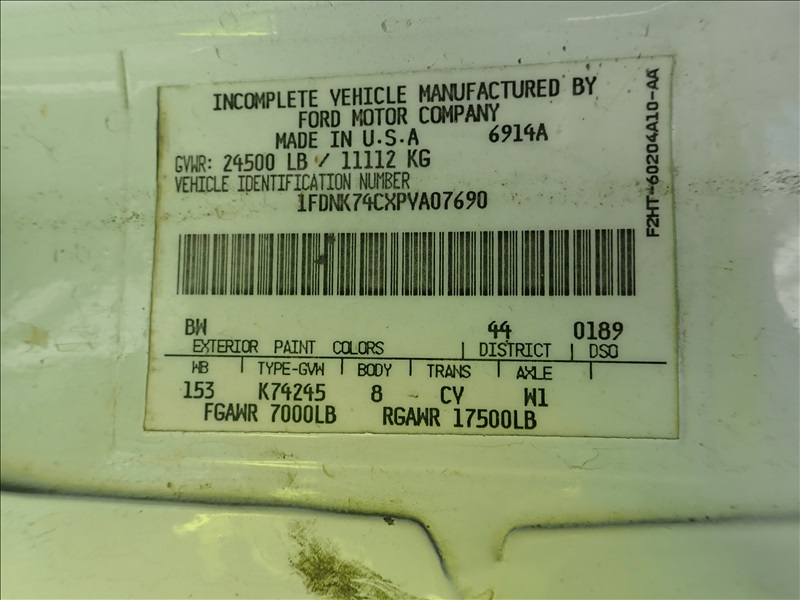 INCOMPLETE VEHICLE MANUFACTURED BY
FORD MOTOR COMPANY
MADE IN U.S.A 6914A
GVWR: 24500 LB / 11112 KG
VEHICLE IDENTIFICATION NUMBER
1FDNK74CXPVA07690
F2HT-60204A10-AA
BW 44 0189
EXTERIOR PAINT COLORS | DISTRICT | DSO
WB | TYPE-GVW | BODY | TRANS | AXLE |
153 K74245 8 CY W1
FGAWR 7000LB RGAWR 17500LB